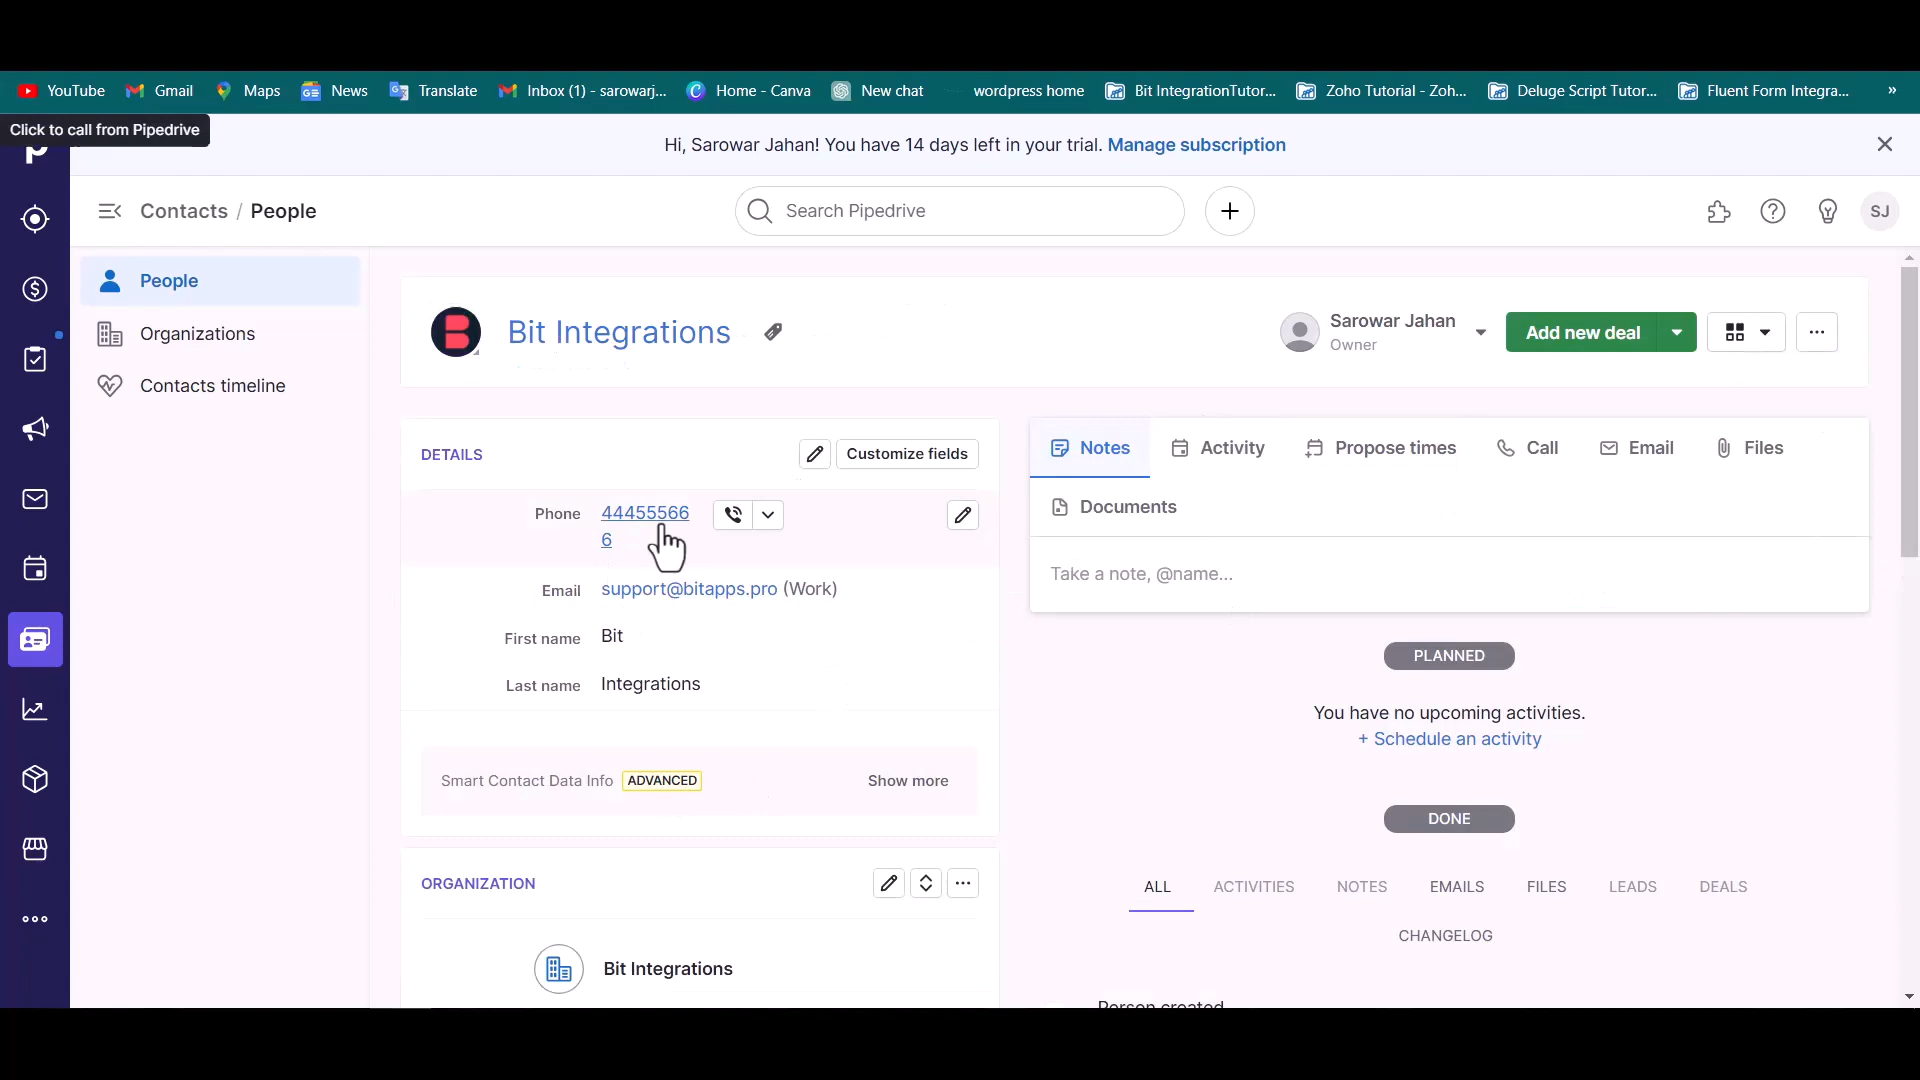 YouTube Gmail Maps News Translate Inbox (1) - sarowarj... Home - Canva New chat wordpress home Bit IntegrationTutor... Zoho Tutorial - Zoh... Deluge Script Tutor... Fluent Form Integra... »
Click to call from Pipedrive
Hi, Sarowar Jahan! You have 14 days left in your trial. Manage subscription
Contacts / People
Search Pipedrive
SJ
People
Organizations
Contacts timeline
Bit Integrations
Sarowar Jahan
Owner
Add new deal
DETAILS
Customize fields
Phone 44455566
6
Email support@bitapps.pro (Work)
First name Bit
Last name Integrations
Smart Contact Data Info ADVANCED Show more
ORGANIZATION
Bit Integrations
Notes Activity Propose times Call Email Files
Documents
Take a note, @name...
PLANNED
You have no upcoming activities.
+ Schedule an activity
DONE
ALL ACTIVITIES NOTES EMAILS FILES LEADS DEALS
CHANGELOG
Person created